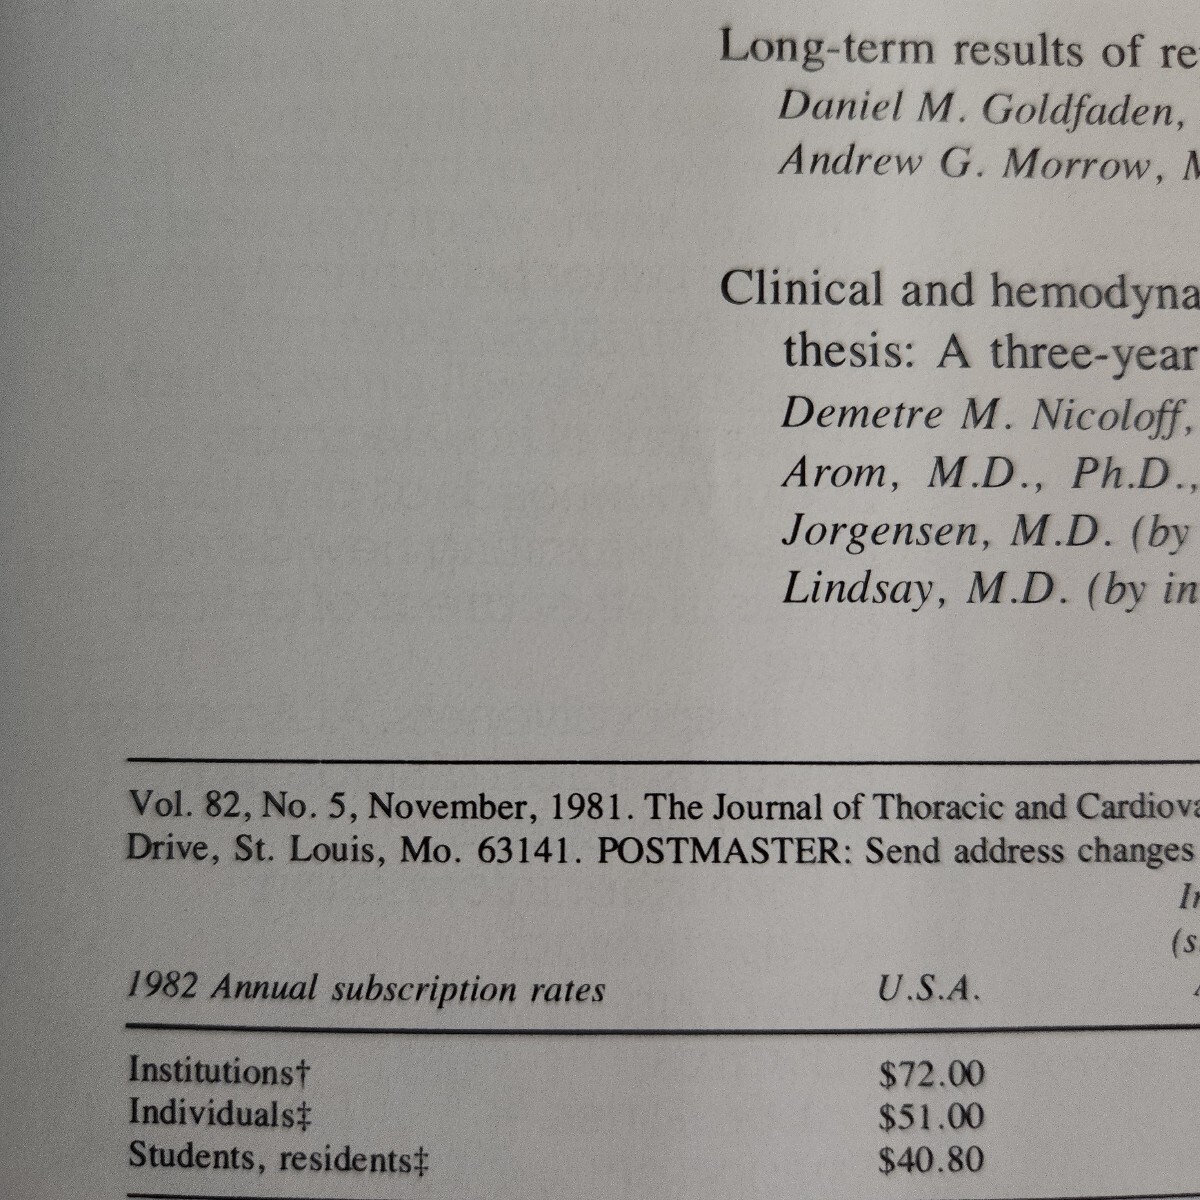 Long-term results of re
Daniel M. Goldfaden,
Andrew G. Morrow, M
Clinical and hemodyna
thesis: A three-year
Demetre M. Nicoloff,
Arom, M.D., Ph.D.,
Jorgensen, M.D. (by
Lindsay, M.D. (by in
Vol. 82, No. 5, November, 1981. The Journal of Thoracic and Cardiova
Drive, St. Louis, Mo. 63141. POSTMASTER: Send address changes
In
(s
1982 Annual subscription rates U.S.A.
Institutions† $72.00
Individuals‡ $51.00
Students, residents‡ $40.80